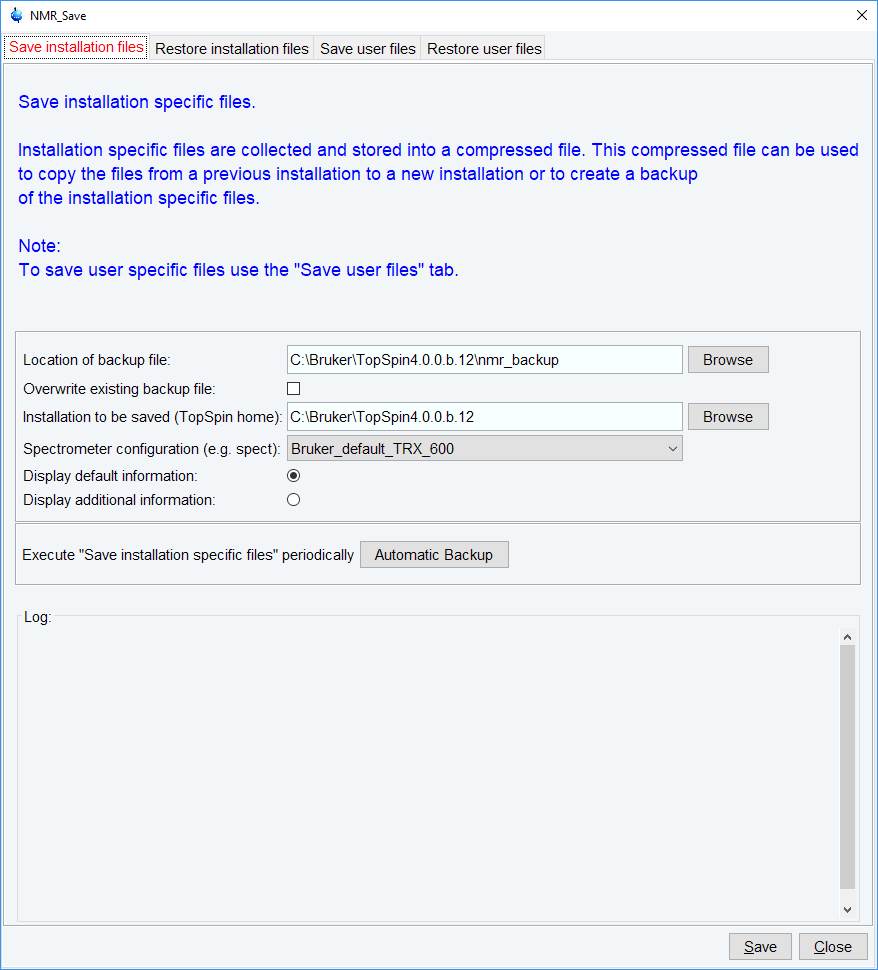 NMR_Save
Save installation files Restore installation files Save user files Restore user files
Save installation specific files.
Installation specific files are collected and stored into a compressed file. This compressed file can be used
to copy the files from a previous installation to a new installation or to create a backup
of the installation specific files.
Note:
To save user specific files use the "Save user files" tab.
Location of backup file: C:\Bruker\TopSpin4.0.0.b.12\nmr_backup Browse
Overwrite existing backup file:
Installation to be saved (TopSpin home): C:\Bruker\TopSpin4.0.0.b.12 Browse
Spectrometer configuration (e.g. spect): Bruker_default_TRX_600
Display default information:
Display additional information:
Execute "Save installation specific files" periodically Automatic Backup
Log:
Save Close